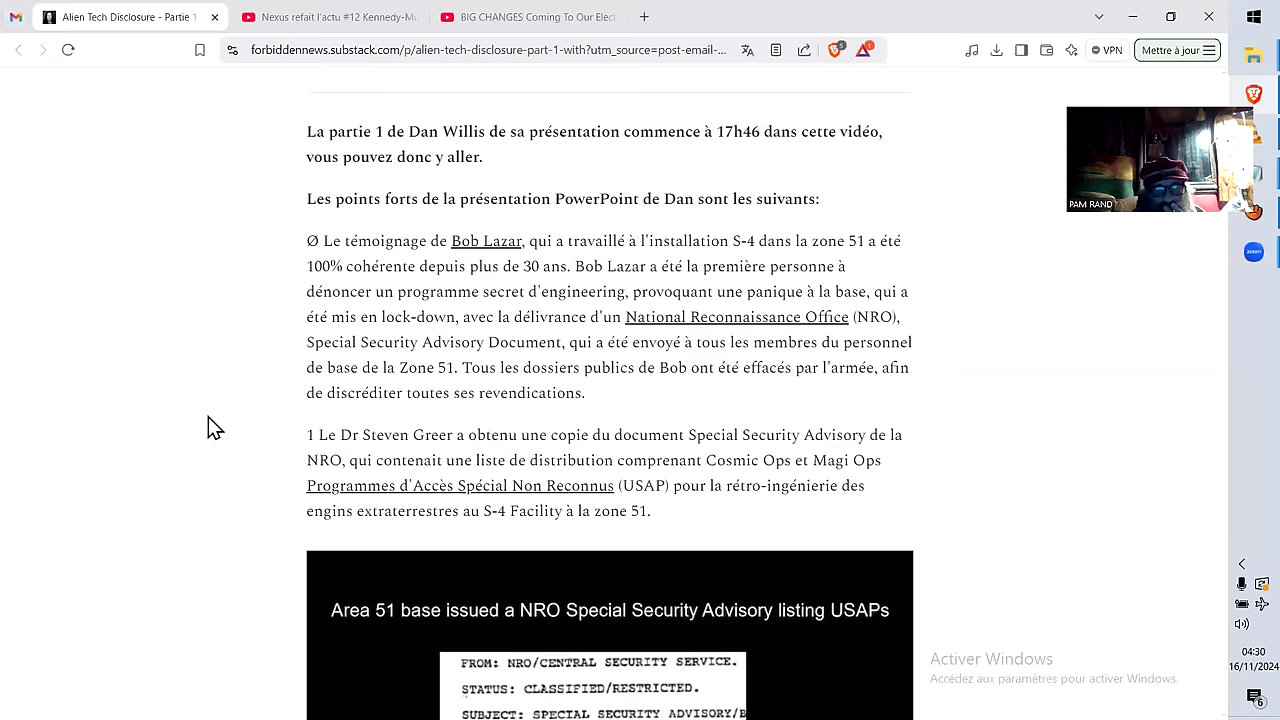 Alien Tech Disclosure - Partie 1
Nexus refait l'actu #12 Kennedy-Mu
BIG CHANGES Coming To Our Elect
forbiddennews.substack.com/p/alien-tech-disclosure-part-1-with?utm_source=post-email-...
5
1
VPN
Mettre à jour
La partie 1 de Dan Willis de sa présentation commence à 17h46 dans cette vidéo,
vous pouvez donc y aller.
Les points forts de la présentation PowerPoint de Dan sont les suivants:
Ø Le témoignage de Bob Lazar, qui a travaillé à l'installation S-4 dans la zone 51 a été
100% cohérente depuis plus de 30 ans. Bob Lazar a été la première personne à
dénoncer un programme secret d'engineering, provoquant une panique à la base, qui a
été mis en lock-down, avec la délivrance d'un National Reconnaissance Office (NRO),
Special Security Advisory Document, qui a été envoyé à tous les membres du personnel
de base de la Zone 51. Tous les dossiers publics de Bob ont été effacés par l'armée, afin
de discréditer toutes ses revendications.
1 Le Dr Steven Greer a obtenu une copie du document Special Security Advisory de la
NRO, qui contenait une liste de distribution comprenant Cosmic Ops et Magi Ops
Programmes d'Accès Spécial Non Reconnus (USAP) pour la rétro-ingénierie des
engins extraterrestres au S-4 Facility à la zone 51.
Area 51 base issued a NRO Special Security Advisory listing USAPs
FROM: NRO/CENTRAL SECURITY SERVICE.
STATUS: CLASSIFIED/RESTRICTED.
SUBJECT: SPECIAL SECURITY ADVISORY/B
PAM RAND
zoom
Activer Windows
Accédez aux paramètres pour activer Windows.
04:30
16/11/2024
6